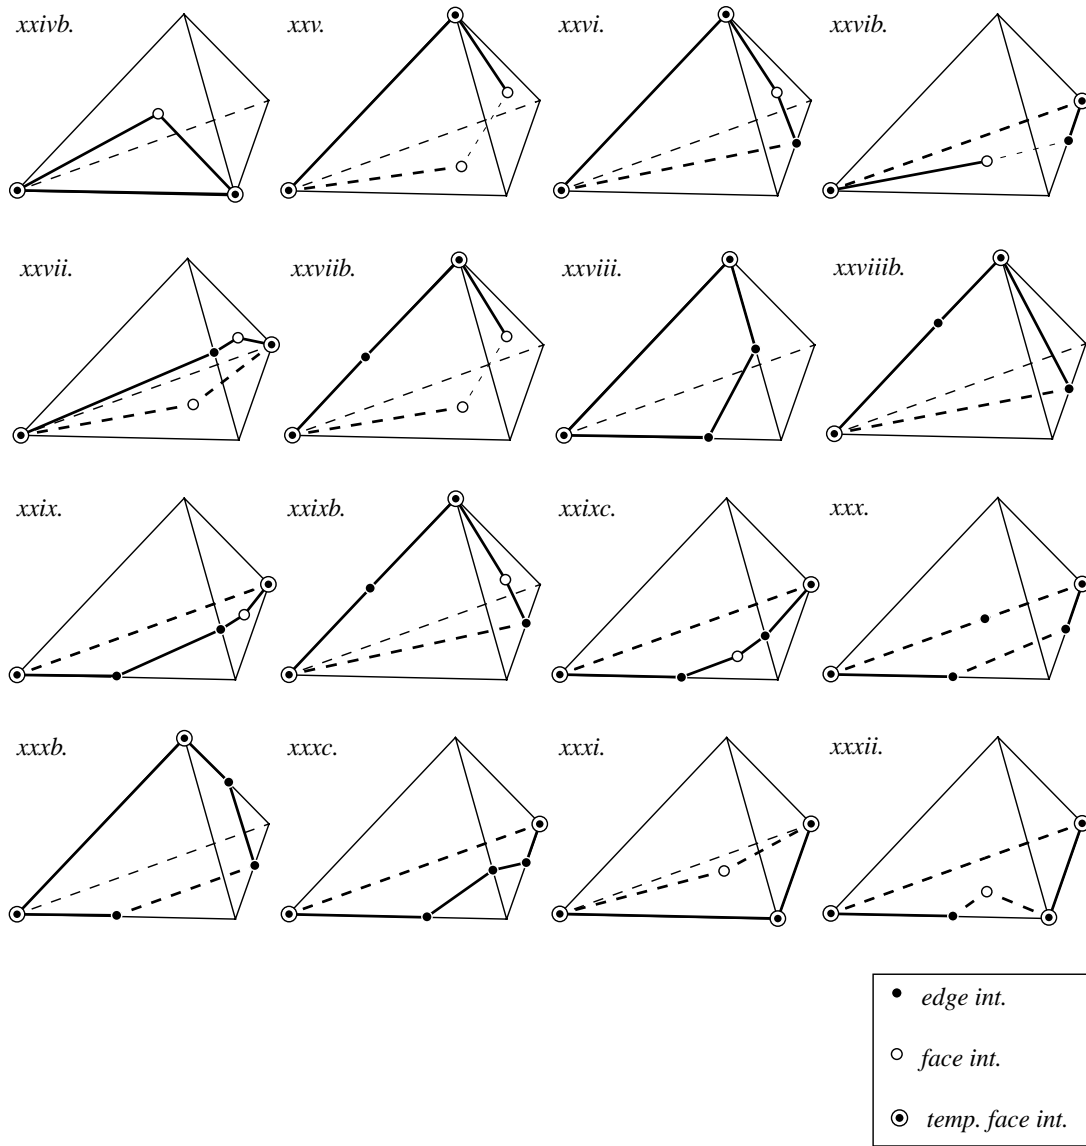 xxivb. xxv. xxvi. xxvib.
xxvii. xxviib. xxviii. xxviiib.
xxix. xxixb. xxixc. xxx.
xxxb. xxxc. xxxi. xxxii.
edge int.
face int.
temp. face int.